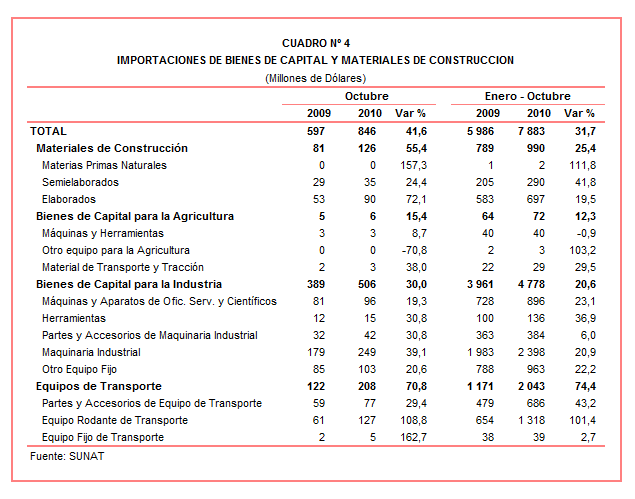 CUADRO Nº 4
IMPORTACIONES DE BIENES DE CAPITAL Y MATERIALES DE CONSTRUCCION
(Millones de Dólares)
Octubre Enero - Octubre
2009 2010 Var % 2009 2010 Var %
TOTAL 597 846 41,6 5 986 7 883 31,7
Materiales de Construcción 81 126 55,4 789 990 25,4
Materias Primas Naturales 0 0 157,3 1 2 111,8
Semielaborados 29 35 24,4 205 290 41,8
Elaborados 53 90 72,1 583 697 19,5
Bienes de Capital para la Agricultura 5 6 15,4 64 72 12,3
Máquinas y Herramientas 3 3 8,7 40 40 -0,9
Otro equipo para la Agricultura 0 0 -70,8 2 3 103,2
Material de Transporte y Tracción 2 3 38,0 22 29 29,5
Bienes de Capital para la Industria 389 506 30,0 3 961 4 778 20,6
Máquinas y Aparatos de Ofic. Serv. y Científicos 81 96 19,3 728 896 23,1
Herramientas 12 15 30,8 100 136 36,9
Partes y Accesorios de Maquinaria Industrial 32 42 30,8 363 384 6,0
Maquinaria Industrial 179 249 39,1 1 983 2 398 20,9
Otro Equipo Fijo 85 103 20,6 788 963 22,2
Equipos de Transporte 122 208 70,8 1 171 2 043 74,4
Partes y Accesorios de Equipo de Transporte 59 77 29,4 479 686 43,2
Equipo Rodante de Transporte 61 127 108,8 654 1 318 101,4
Equipo Fijo de Transporte 2 5 162,7 38 39 2,7
Fuente: SUNAT